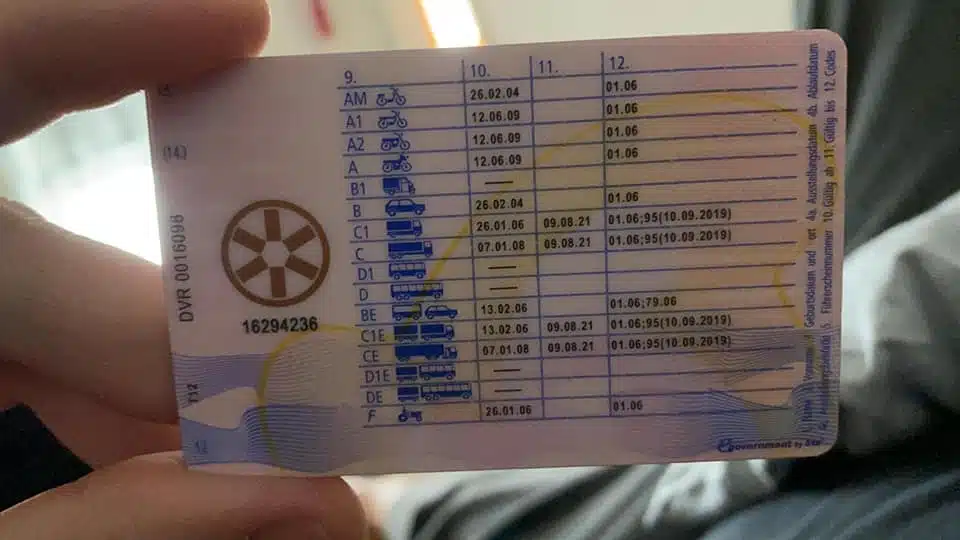 9. 10. 11. 12.
AM 26.02.04 01.06
A1 12.06.09 01.06
A2 12.06.09 01.06
A 12.06.09 01.06
B1 —
B 26.02.04 01.06
C1 26.01.06 09.08.21 01.06;95(10.09.2019)
C 07.01.08 09.08.21 01.06;95(10.09.2019)
D1 —
D —
BE 13.02.06 01.06;79.06
C1E 13.02.06 09.08.21 01.06;95(10.09.2019)
CE 07.01.08 09.08.21 01.06;95(10.09.2019)
D1E —
DE —
F 26.01.06 01.06
(14.)
DVR 0016098
16294236
12
government by
Geburtsdatum und ort 4a. Ausstellungsdatum 4b. Ablaufdatum
5 Führerscheinnummer 10. Gültig ab 11. Gültig bis 12. Codes